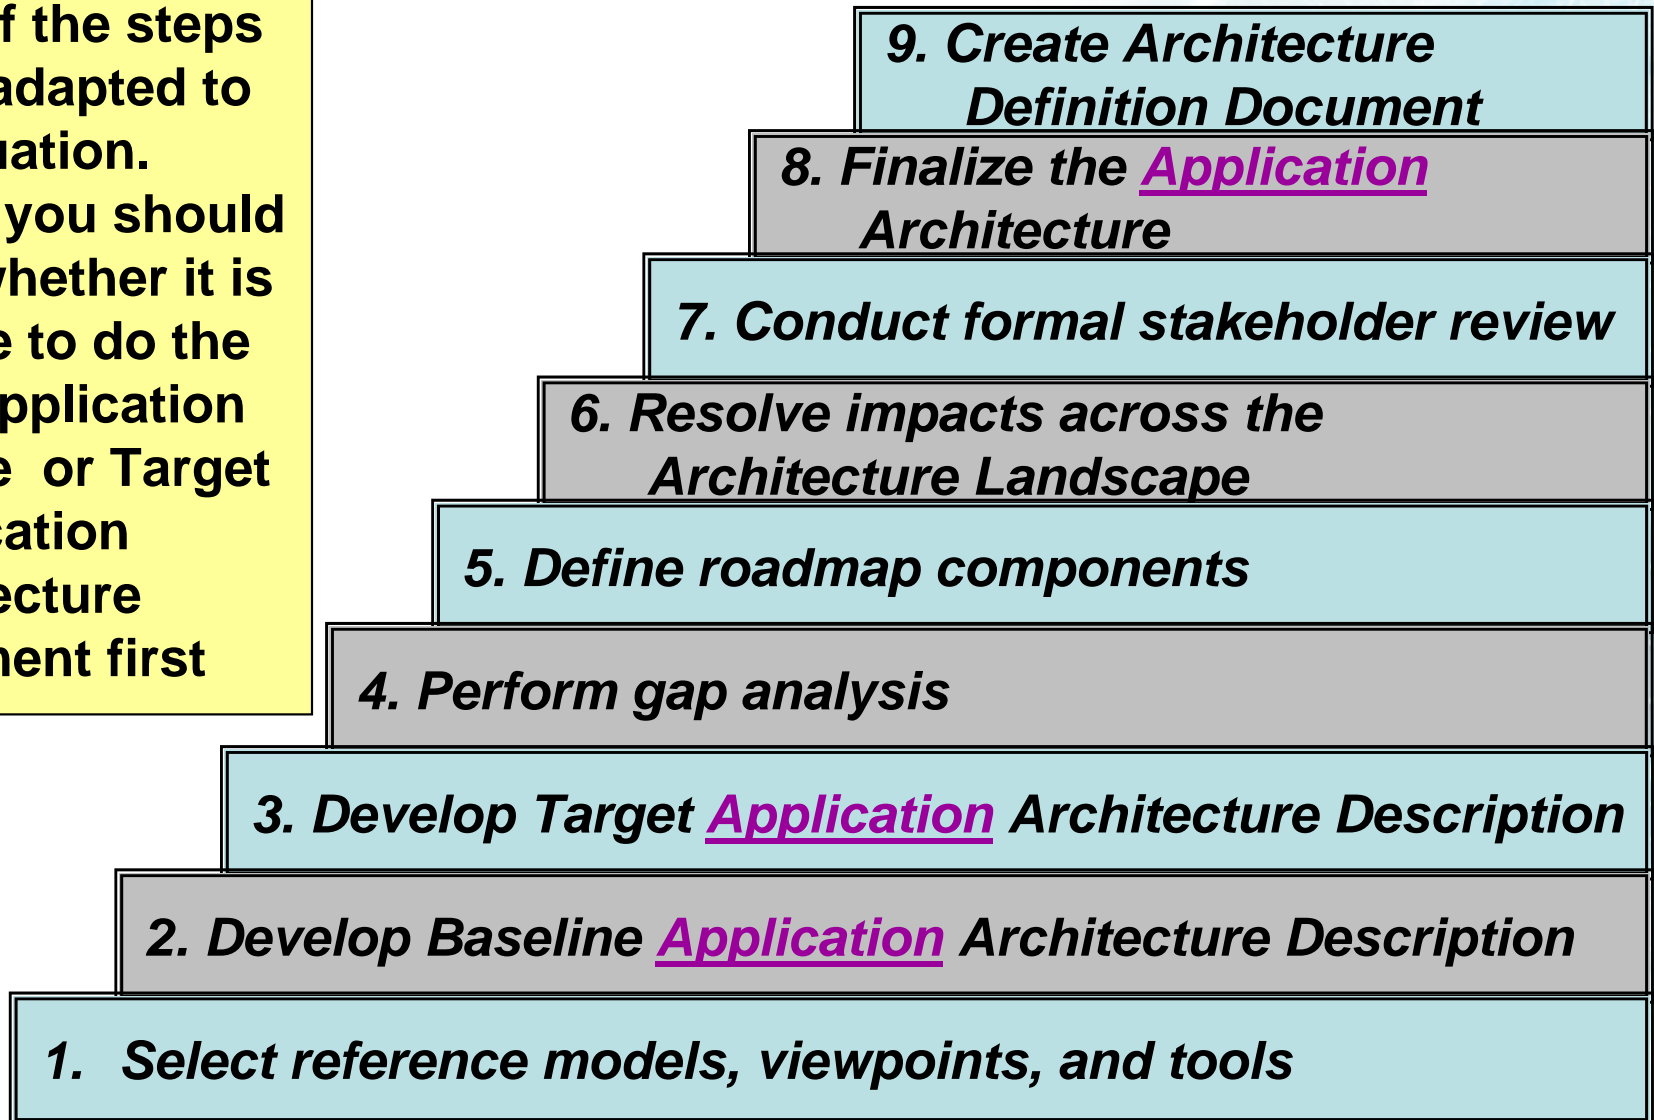 f the steps
adapted to
uation.
you should
whether it is
e to do the
pplication
e or Target
cation
ecture
ment first
9. Create Architecture
Definition Document
8. Finalize the Application
Architecture
7. Conduct formal stakeholder review
6. Resolve impacts across the
Architecture Landscape
5. Define roadmap components
4. Perform gap analysis
3. Develop Target Application Architecture Description
2. Develop Baseline Application Architecture Description
1. Select reference models, viewpoints, and tools